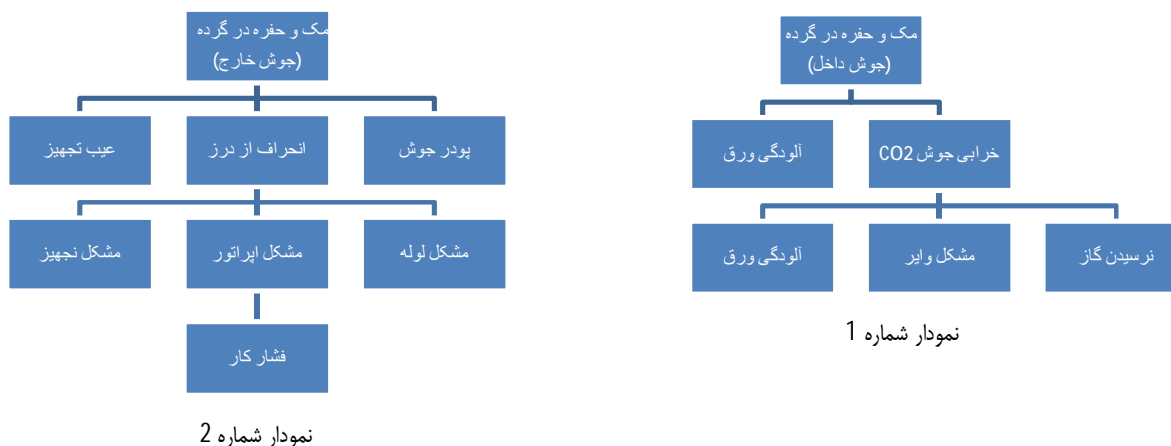 مک و حفره در گرده
(جوش داخل)
خرابی جوش CO2
آلودگی ورق
نرسیدن گاز
مشکل وایر
آلودگی ورق
نمودار شماره 1
مک و حفره در گرده
(جوش خارج)
پودر جوش
انحراف از درز
عیب تجهیز
مشکل لوله
مشکل اپراتور
مشکل نجهیز
فشار کار
نمودار شماره 2